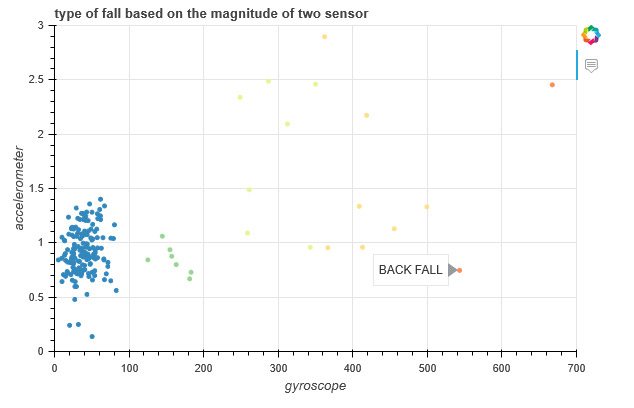 type of fall based on the magnitude of two sensor
3
2.5
2
1.5
1
0.5
0
accelerometer
BACK FALL
0 100 200 300 400 500 600 700
gyroscope